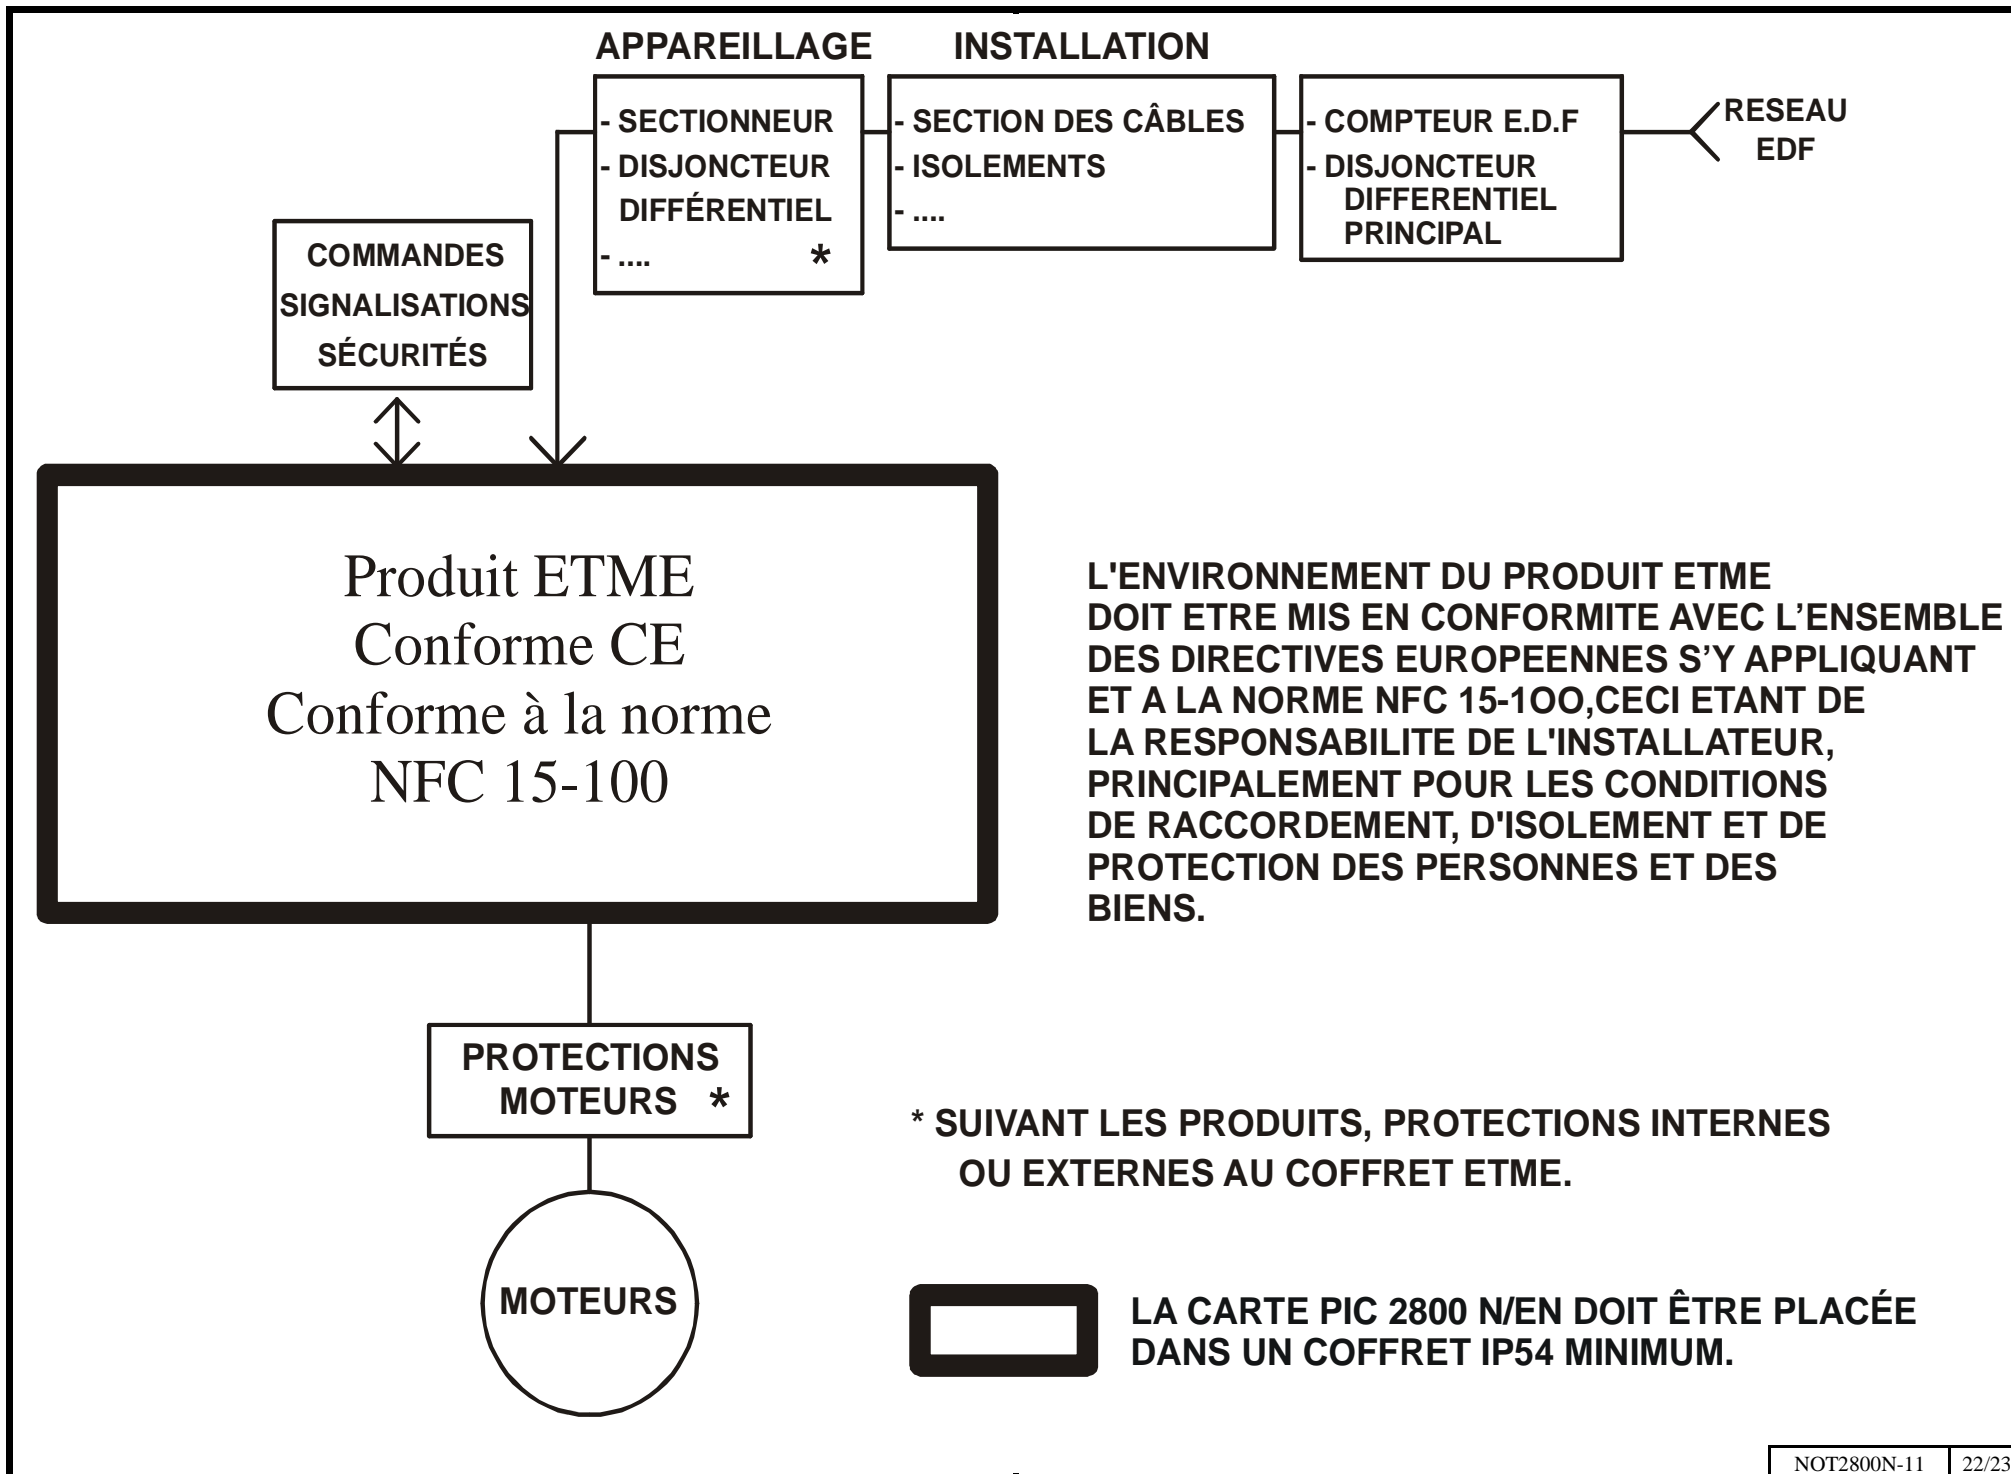 APPAREILLAGE
INSTALLATION
- SECTIONNEUR
- DISJONCTEUR
DIFFÉRENTIEL
- .... *
- SECTION DES CÂBLES
- ISOLEMENTS
- ....
- COMPTEUR E.D.F
- DISJONCTEUR
DIFFERENTIEL
PRINCIPAL
RESEAU
EDF
COMMANDES
SIGNALISATIONS
SÉCURITÉS
Produit ETME
Conforme CE
Conforme à la norme
NFC 15-100
L'ENVIRONNEMENT DU PRODUIT ETME
DOIT ETRE MIS EN CONFORMITE AVEC L’ENSEMBLE
DES DIRECTIVES EUROPEENNES S’Y APPLIQUANT
ET A LA NORME NFC 15-1OO,CECI ETANT DE
LA RESPONSABILITE DE L'INSTALLATEUR,
PRINCIPALEMENT POUR LES CONDITIONS
DE RACCORDEMENT, D'ISOLEMENT ET DE
PROTECTION DES PERSONNES ET DES
BIENS.
PROTECTIONS
MOTEURS *
MOTEURS
* SUIVANT LES PRODUITS, PROTECTIONS INTERNES
OU EXTERNES AU COFFRET ETME.
LA CARTE PIC 2800 N/EN DOIT ÊTRE PLACÉE
DANS UN COFFRET IP54 MINIMUM.
NOT2800N-11 22/23